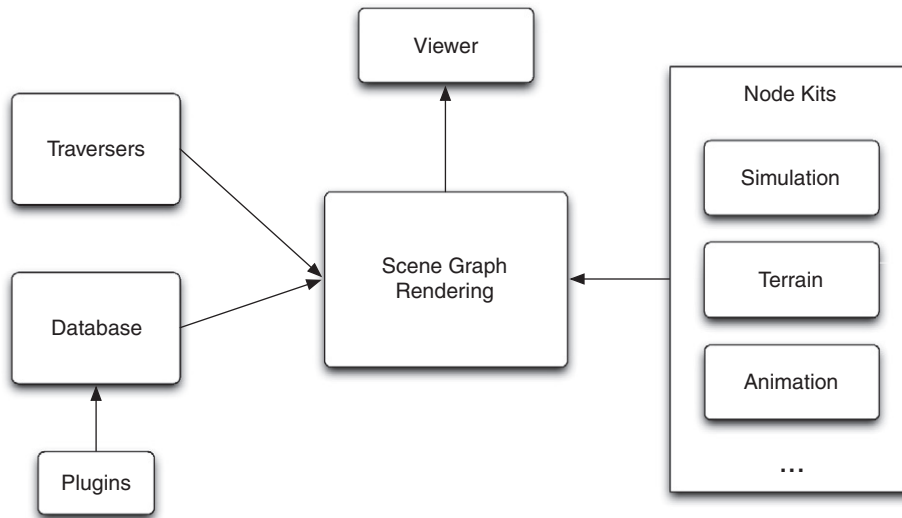 Viewer
Node Kits
Traversers
Simulation
Scene Graph
Rendering
Terrain
Database
Animation
...
Plugins